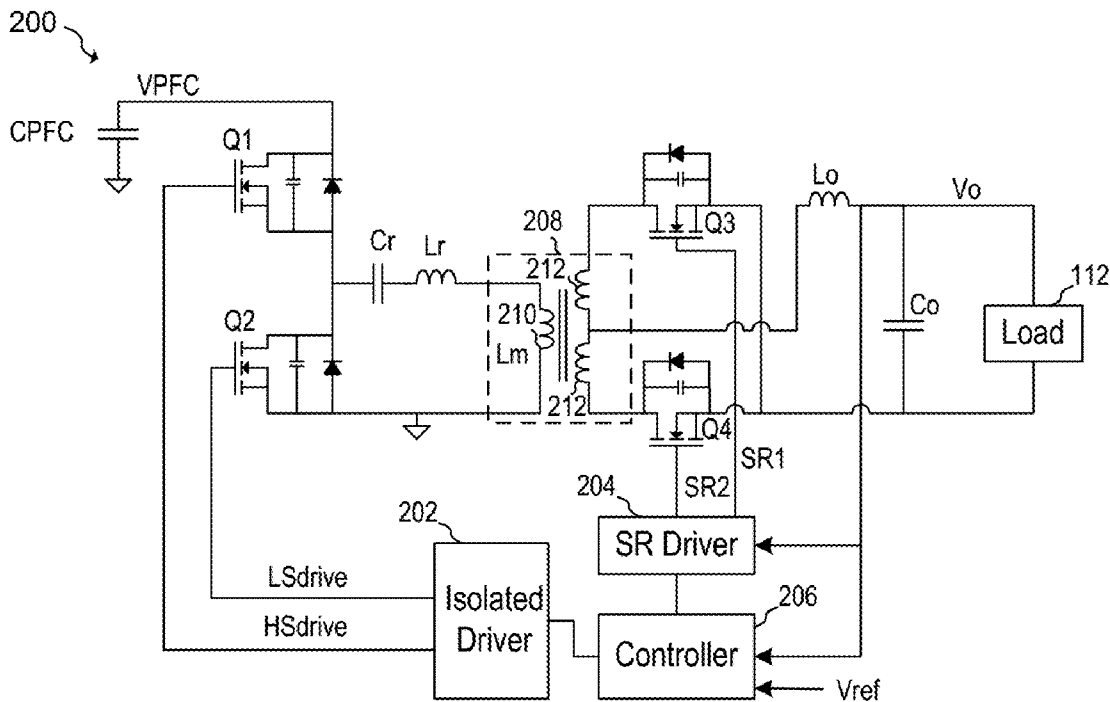 200
VPFC
CPFC
Q1
Cr
Lr
208
212
210
Lm
212
Q3
Lo
Vo
112
Co
Load
Q2
Q4
SR1
SR2
204
SR Driver
202
LSdrive
Isolated
Driver
HSdrive
206
Controller
Vref